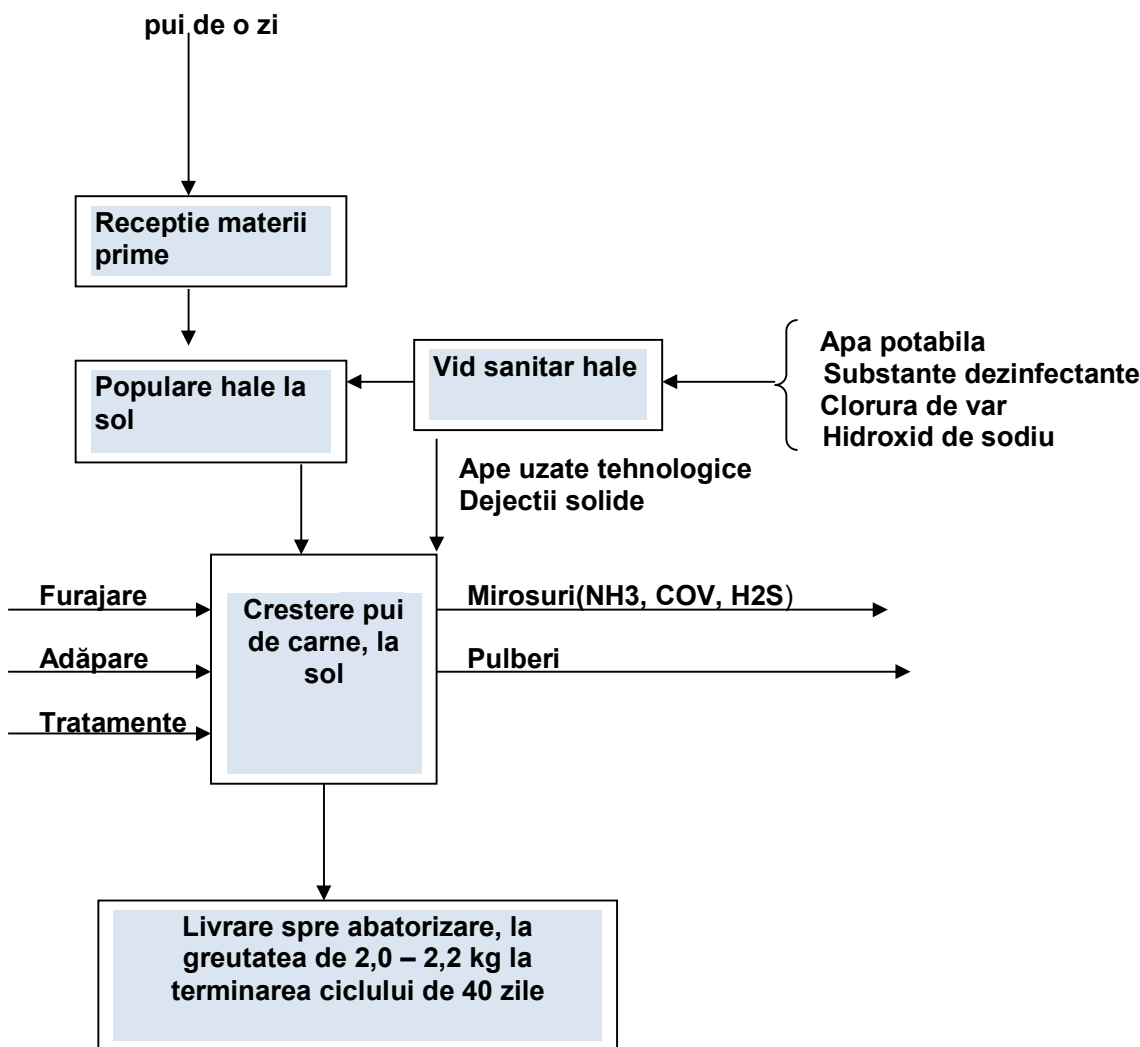 pui de o zi
Receptie materii
prime
Populare hale la
sol
Vid sanitar hale
Apa potabila
Substante dezinfectante
Clorura de var
Hidroxid de sodiu
Ape uzate tehnologice
Dejectii solide
Furajare
Adăpare
Tratamente
Crestere pui
de carne, la
sol
Mirosuri(NH3, COV, H2S)
Pulberi
Livrare spre abatorizare, la
greutatea de 2,0 – 2,2 kg la
terminarea ciclului de 40 zile